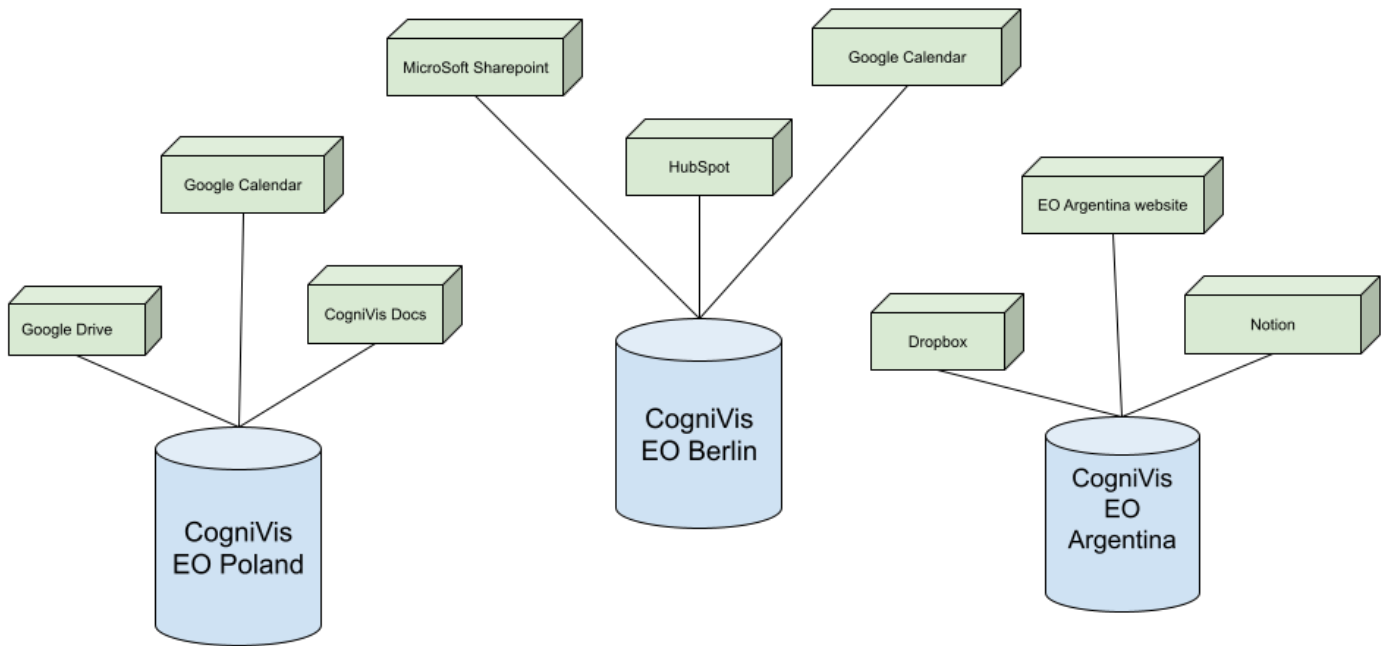 MicroSoft Sharepoint
Google Calendar
HubSpot
Google Calendar
EO Argentina website
Google Drive
CogniVis Docs
Dropbox
Notion
CogniVis
EO Poland
CogniVis
EO Berlin
CogniVis
EO
Argentina